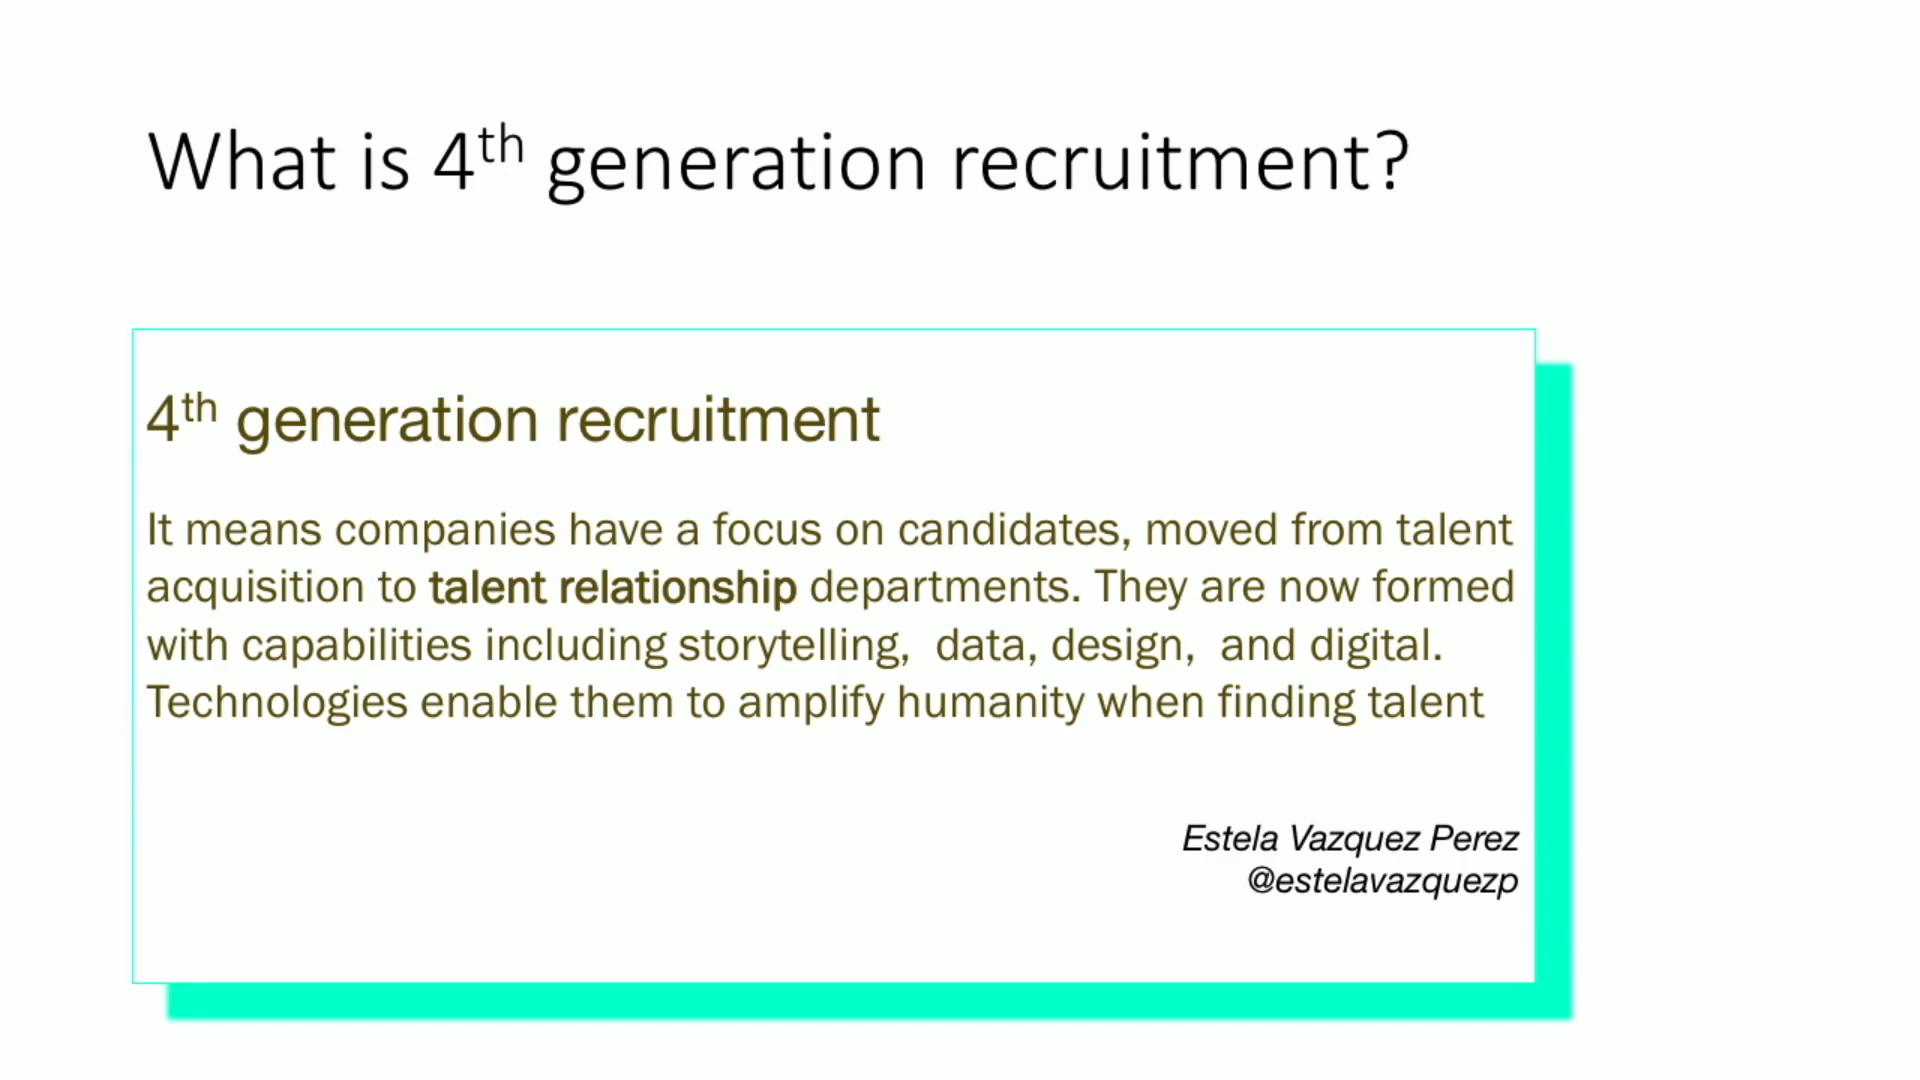 What is 4th generation recruitment?
4th generation recruitment
It means companies have a focus on candidates, moved from talent
acquisition to talent relationship departments. They are now formed
with capabilities including storytelling,  data, design,  and digital.
Technologies enable them to amplify humanity when finding talent
Estela Vazquez Perez
@estelavazquezp